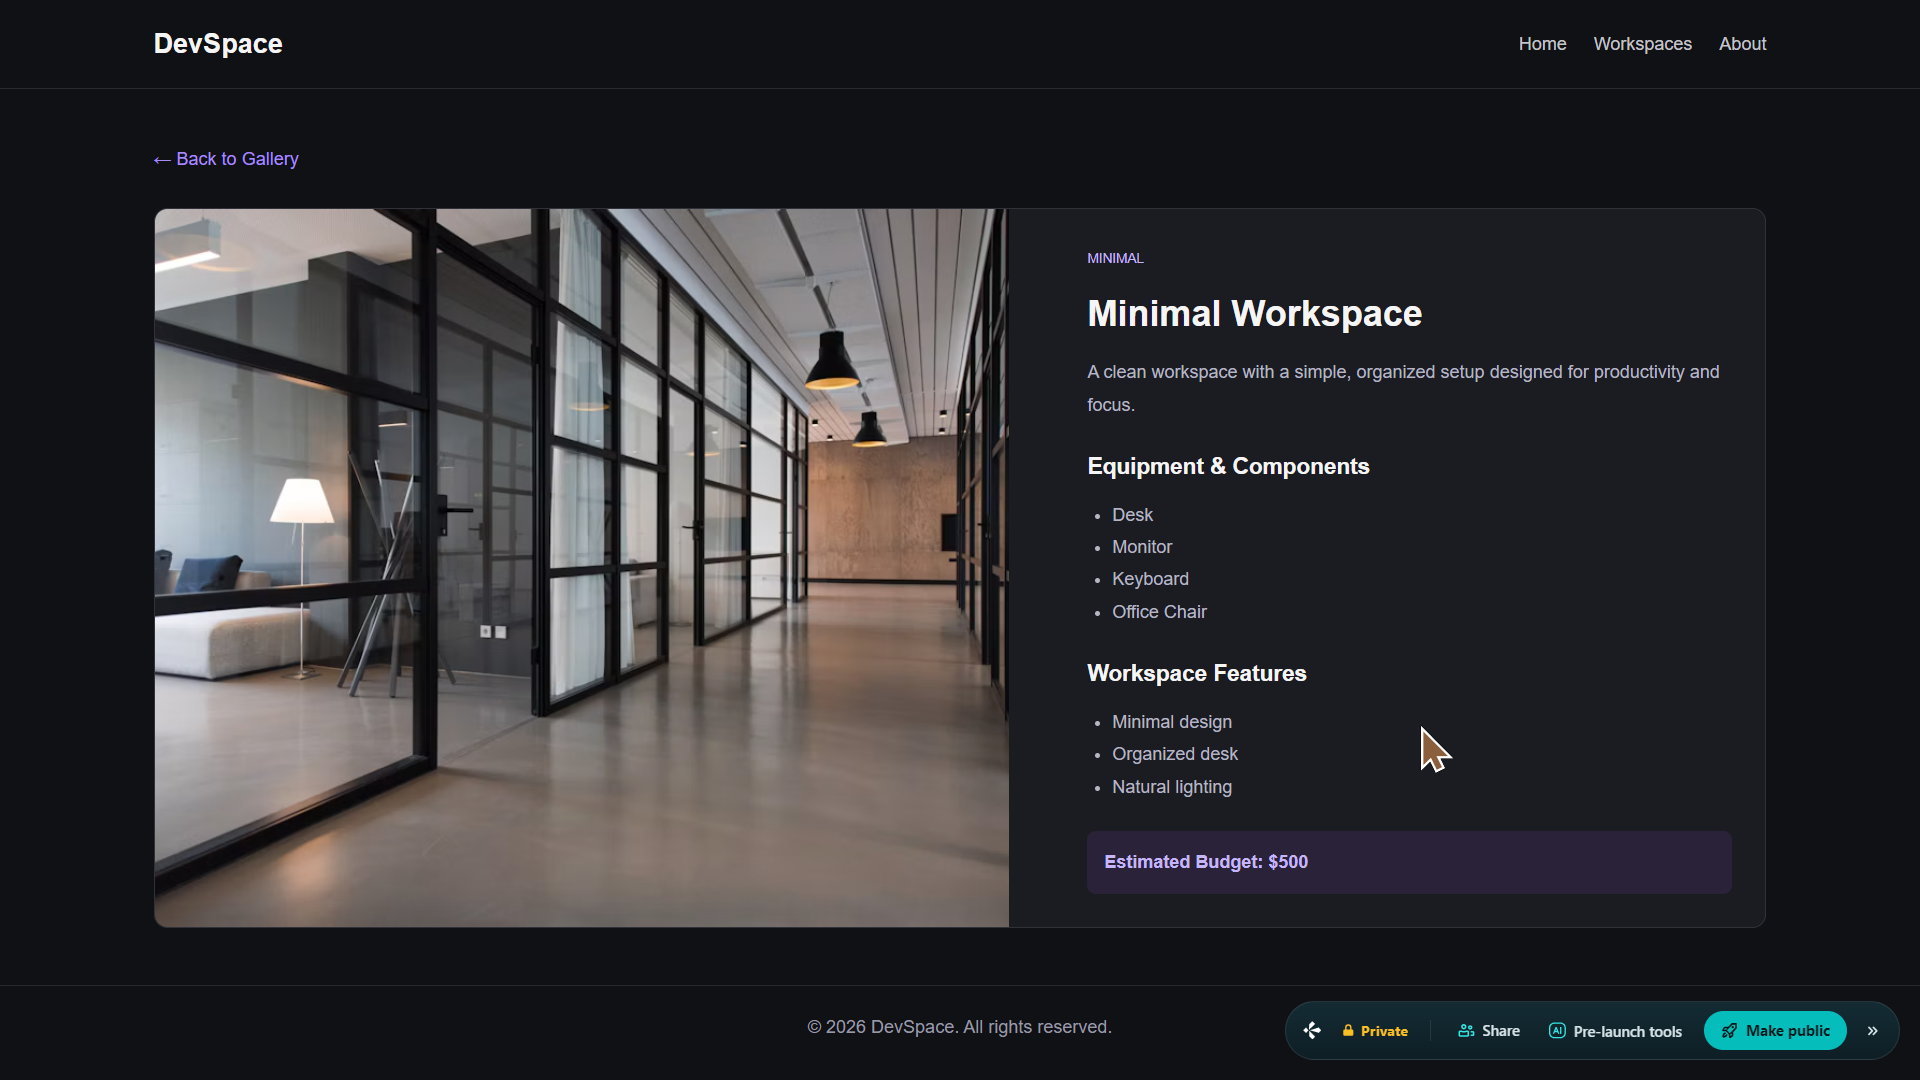 DevSpace
Home Workspaces About
← Back to Gallery
MINIMAL
Minimal Workspace
A clean workspace with a simple, organized setup designed for productivity and
focus.
Equipment & Components
• Desk
• Monitor
• Keyboard
• Office Chair
Workspace Features
• Minimal design
• Organized desk
• Natural lighting
Estimated Budget: $500
© 2026 DevSpace. All rights reserved.
Private Share AI Pre-launch tools Make public »